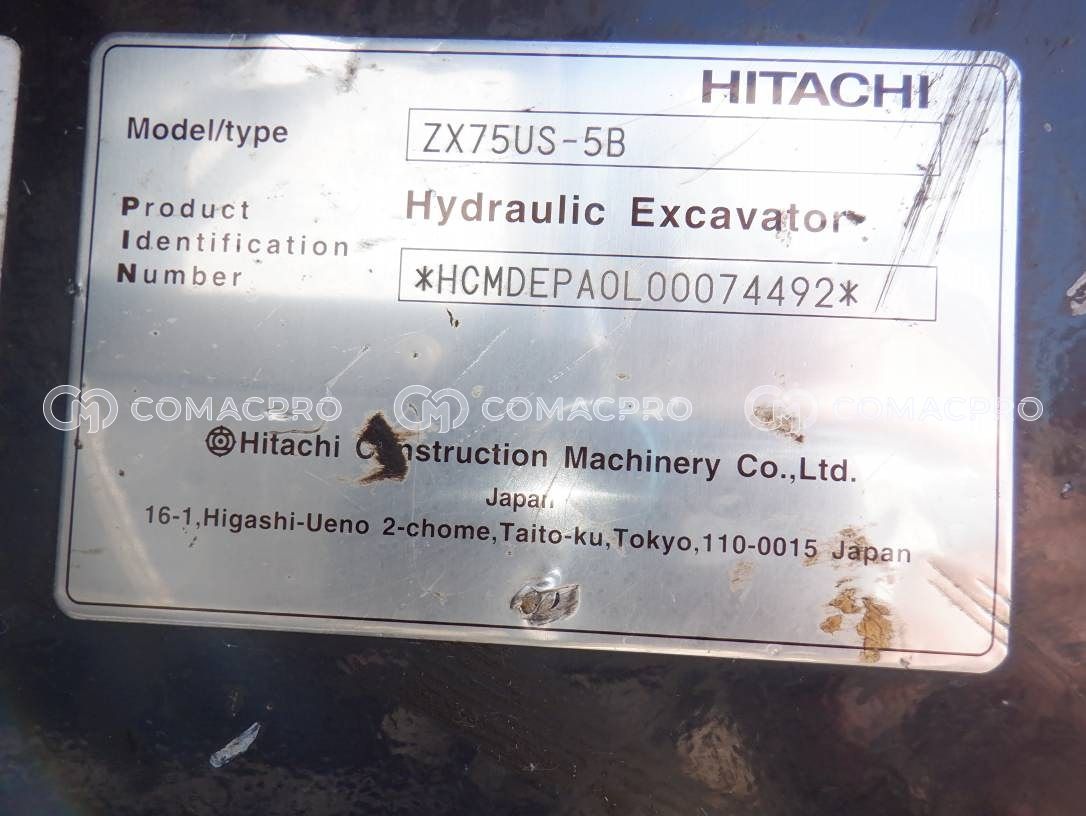 HITACHI
Model/type ZX75US-5B
Product Hydraulic Excavator
Identification
Number *HCMDEPA0L00074492*
COMACPRO COMACPRO COMACPRO
Hitachi Construction Machinery Co.,Ltd.
Japan
16-1,Higashi-Ueno 2-chome,Taito-ku,Tokyo,110-0015 Japan